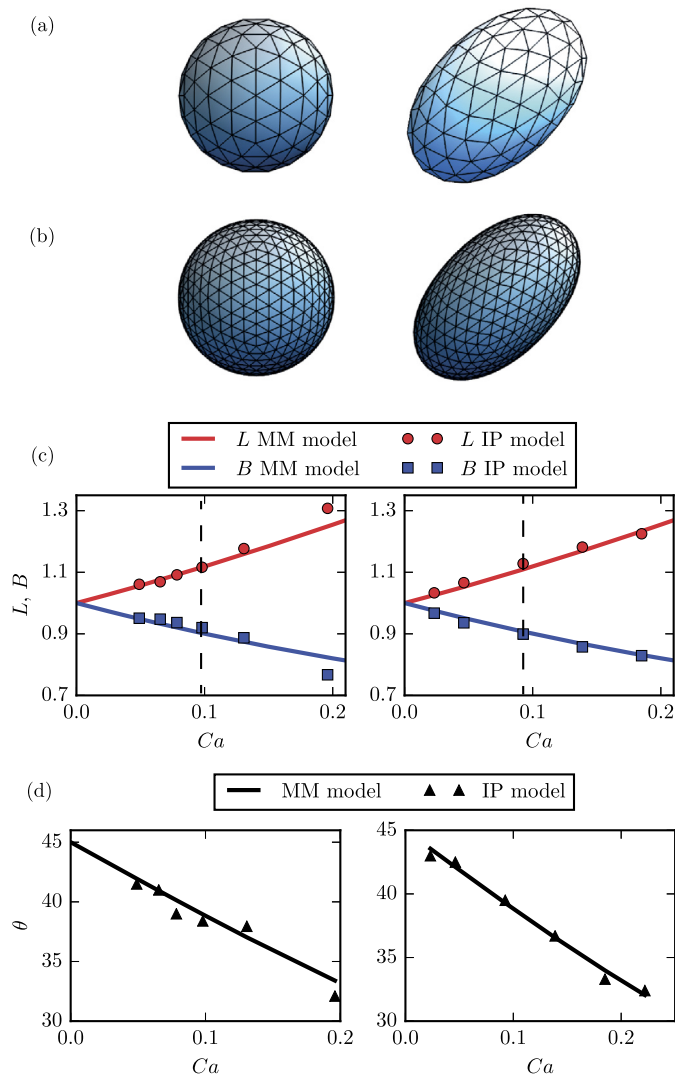 (a)
(b)
(c)
L MM model L IP model
B MM model B IP model
1.3
1.1
0.9
0.7
L, B
0.0 0.1 0.2
Ca
1.3
1.1
0.9
0.7
0.0 0.1 0.2
Ca
(d)
MM model IP model
45
40
35
30
θ
0.0 0.1 0.2
Ca
45
40
35
30
0.0 0.1 0.2
Ca